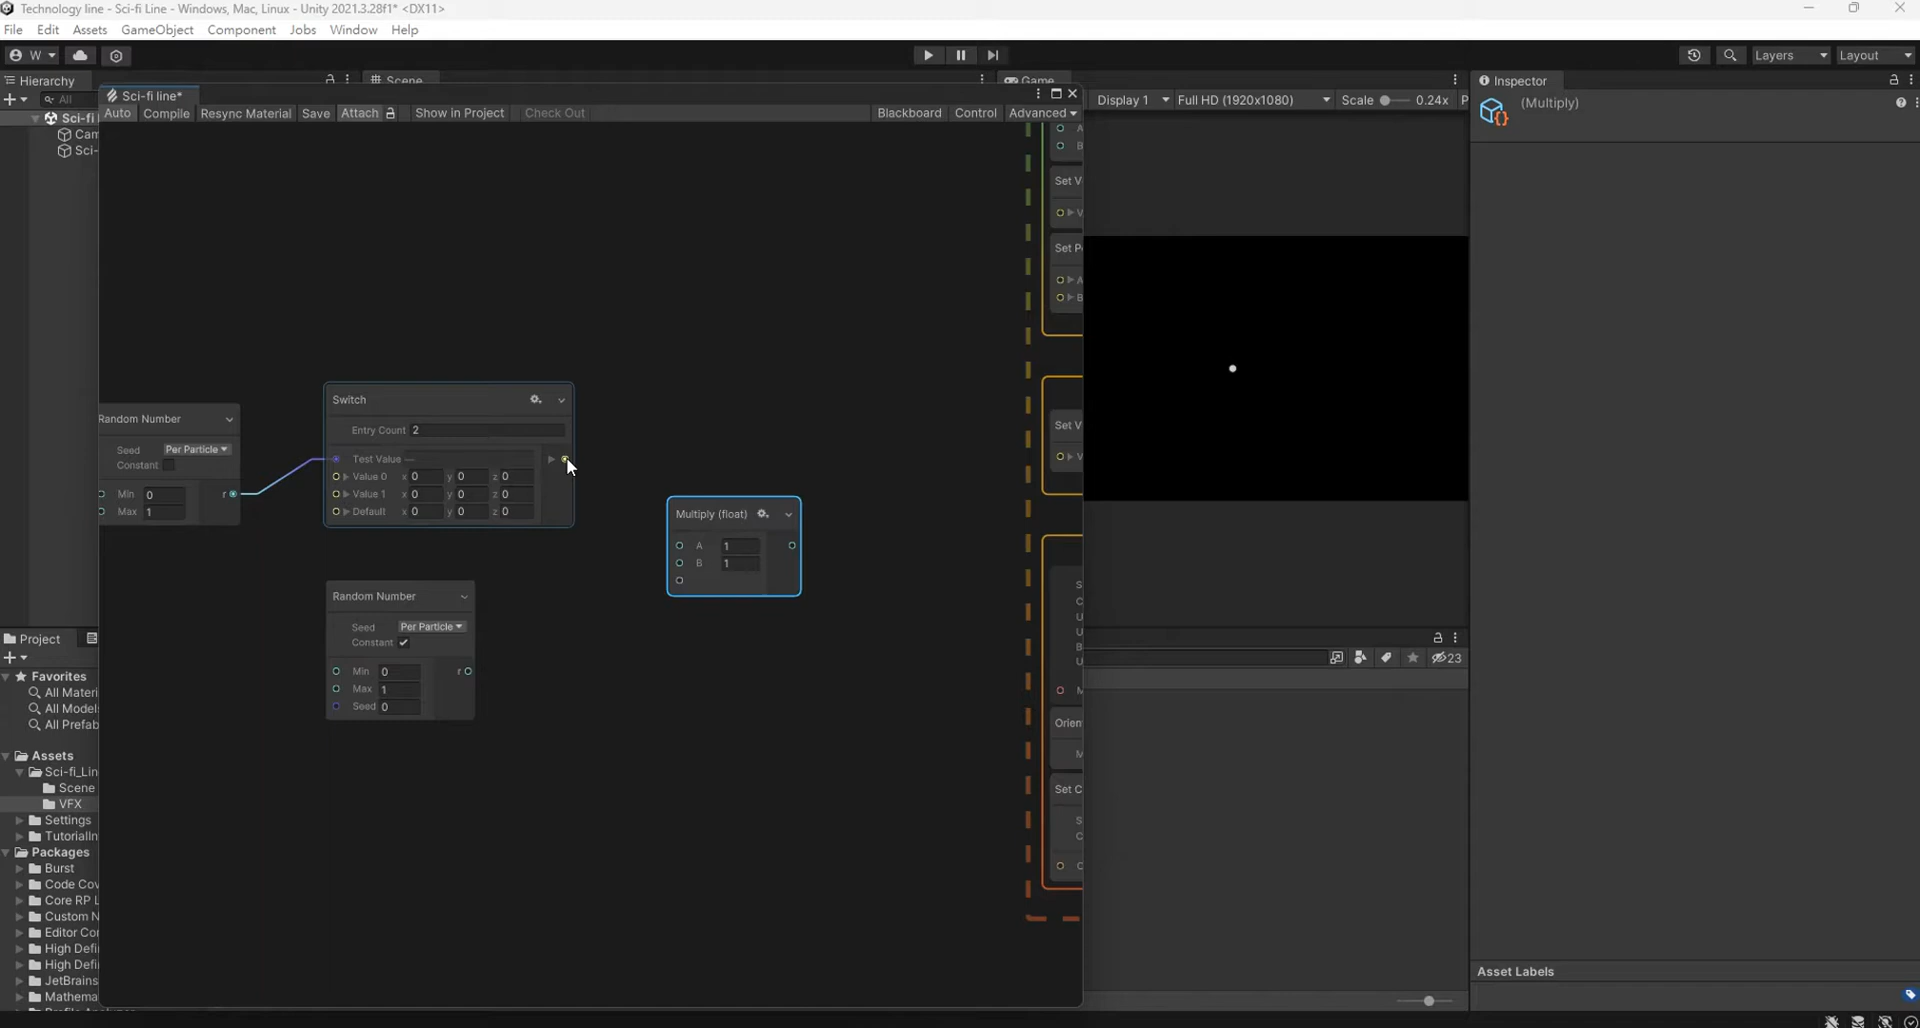 Technology line - Sci-fi Line - Windows, Mac, Linux - Unity 2021.3.28f1* <DX11>
File Edit Assets GameObject Component Jobs Window Help
W Layers Layout
Hierarchy Scene Game Inspector
All Sci-fi line*
Auto Compile Resync Material Save Attach Show in Project Check Out Blackboard Control Advanced
Display 1 Full HD (1920x1080) Scale 0.24x P
(Multiply)
Sci-fi
Cam
Sci-
A
B
Set V
V
Set P
A
B
Random Number
Seed Per Particle
Constant
Min 0 r
Max 1
Switch
Entry Count 2
Test Value
Value 0 x 0 y 0 z 0
Value 1 x 0 y 0 z 0
Default x 0 y 0 z 0
Set V
V
Multiply (float)
A 1
B 1
Random Number
Seed Per Particle
Constant
Min 0 r
Max 1
Seed 0
S
C
U
U
B
U
M
Orien
M
Set C
S
C
C
23
Project
Favorites
All Materi
All Model
All Prefab
Assets
Sci-fi_Lin
Scene
VFX
Settings
TutorialIn
Packages
Burst
Code Cov
Core RP L
Custom N
Editor Cor
High Defi
High Defi
JetBrains
Mathema
Asset Labels